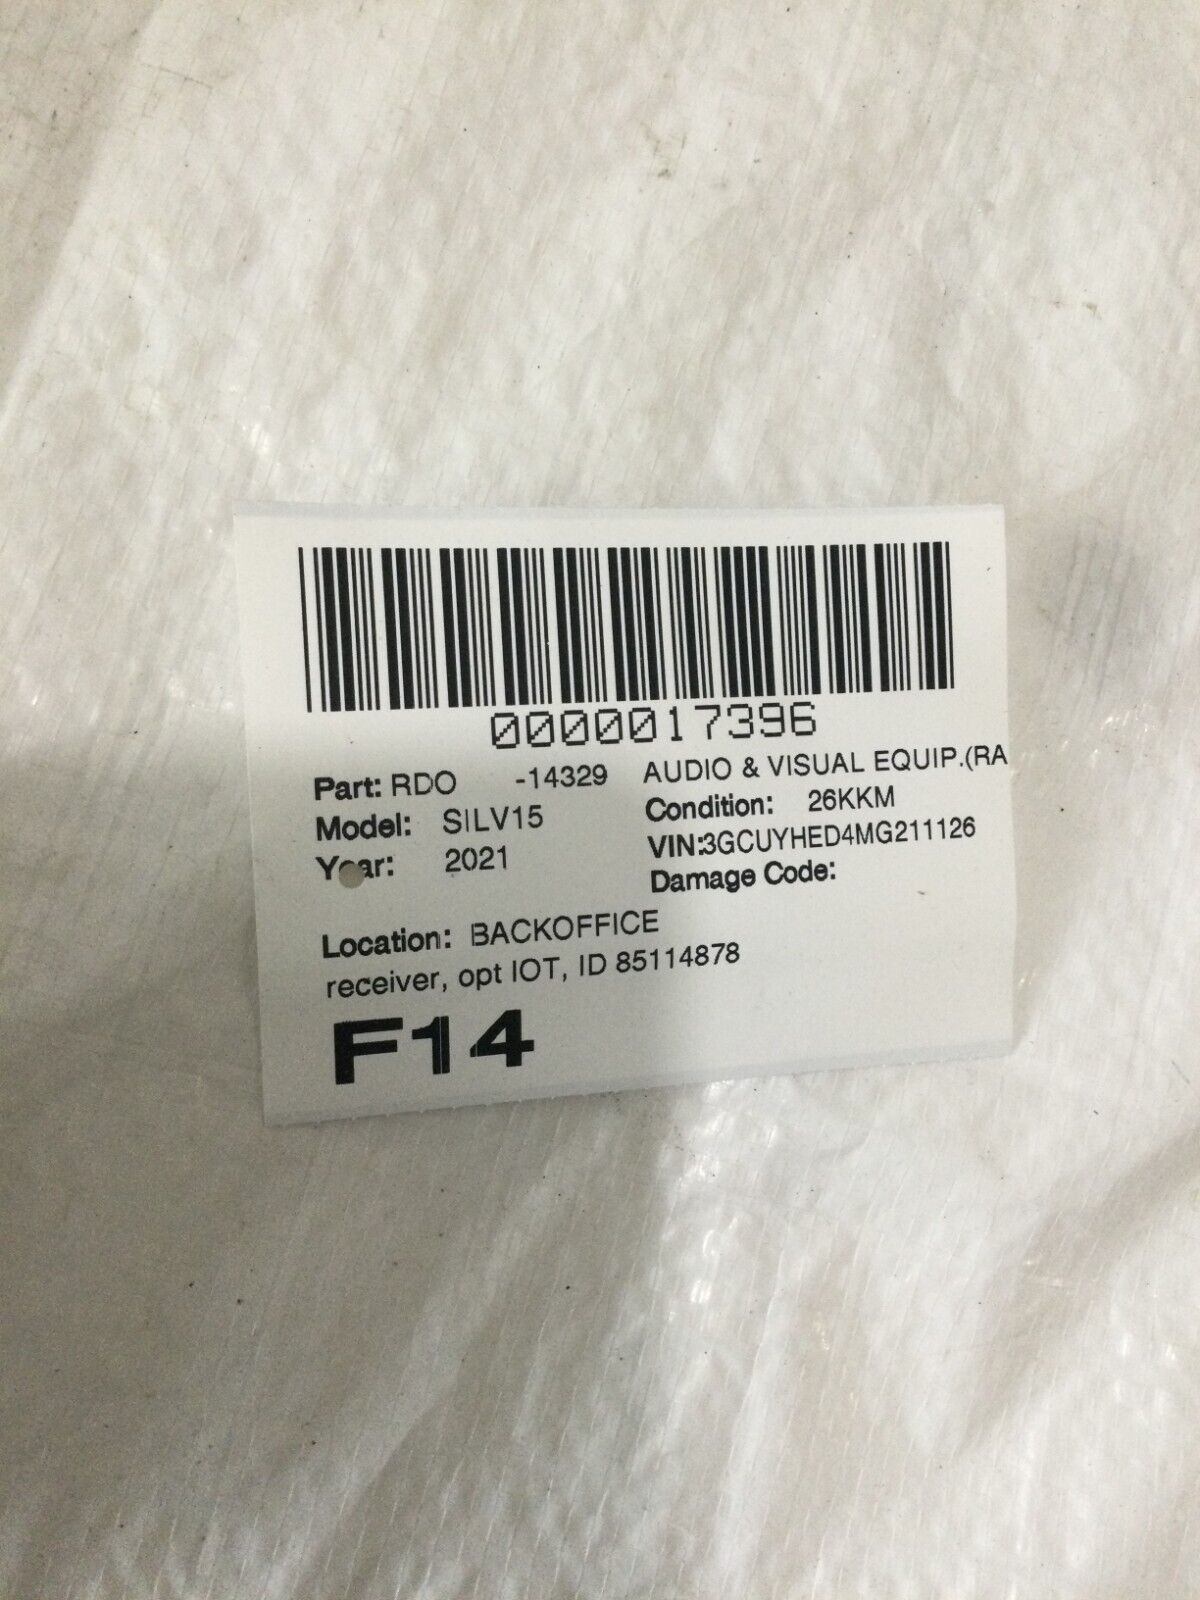 0000017396
Part: RDO -14329 AUDIO & VISUAL EQUIP.(RA
Model: SILV15 Condition: 26KKM
Year: 2021 VIN:3GCUYHED4MG211126
Damage Code:
Location: BACKOFFICE
receiver, opt IOT, ID 85114878
F14